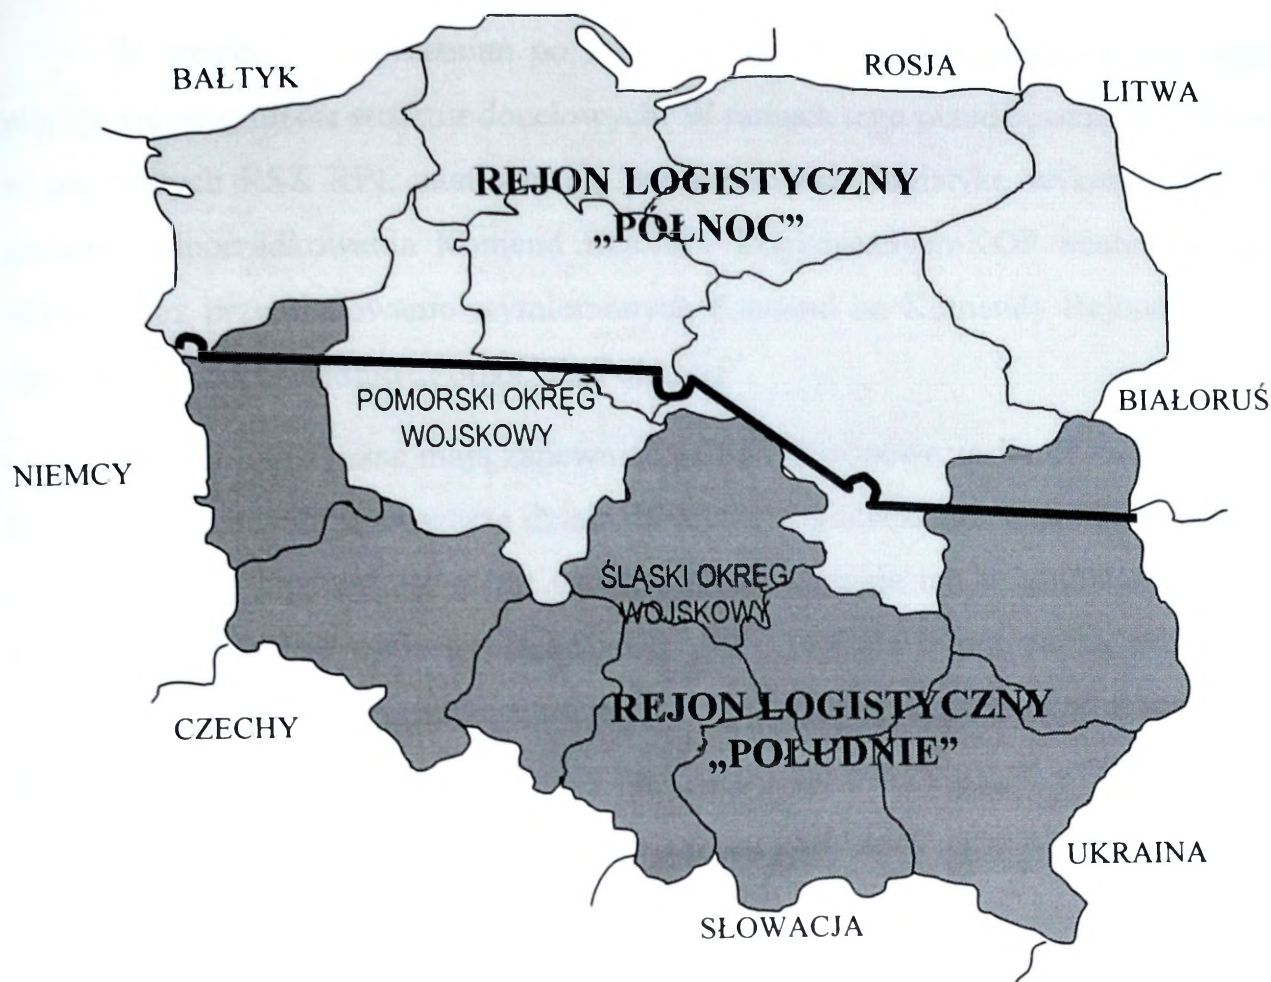 BAŁTYK
ROSJA
LITWA
REJON LOGISTYCZNY
„PÓŁNOC”
POMORSKI OKRĘG
WOJSKOWY
BIAŁORUŚ
NIEMCY
ŚLĄSKI OKRĘG
WOJSKOWY
REJON LOGISTYCZNY
„POŁUDNIE”
CZECHY
UKRAINA
SŁOWACJA